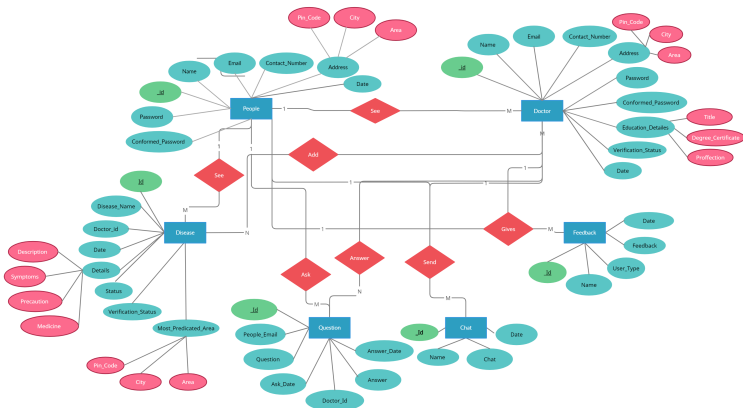 Pin_Code
City
Area
Pin_Code
City
Area
Email
Contact_Number
Name
Address
Date
_id
Password
Conformed_Password
People
1
See
M
Doctor
Name
Email
Contact_Number
Address
_id
Password
Conformed_Password
Education_Detailes
Title
Degree_Certificate
Proffection
Verification_Status
Date
M
1
1
See
Add
1
1
1
M
N
1
Id
Disease_Name
Doctor_id
Date
Details
Status
Verification_Status
Disease
Description
Symptoms
Precaution
Medicine
Most_Predicated_Area
Pin_Code
City
Area
Gives
M
Feedback
Date
Feedback
User_Type
Name
_Id
Ask
Answer
Send
M
N
M
_Id
People_Email
Question
Ask_Date
Doctor_Id
Answer
Answer_Date
Question
Chat
_Id
Name
Chat
Date